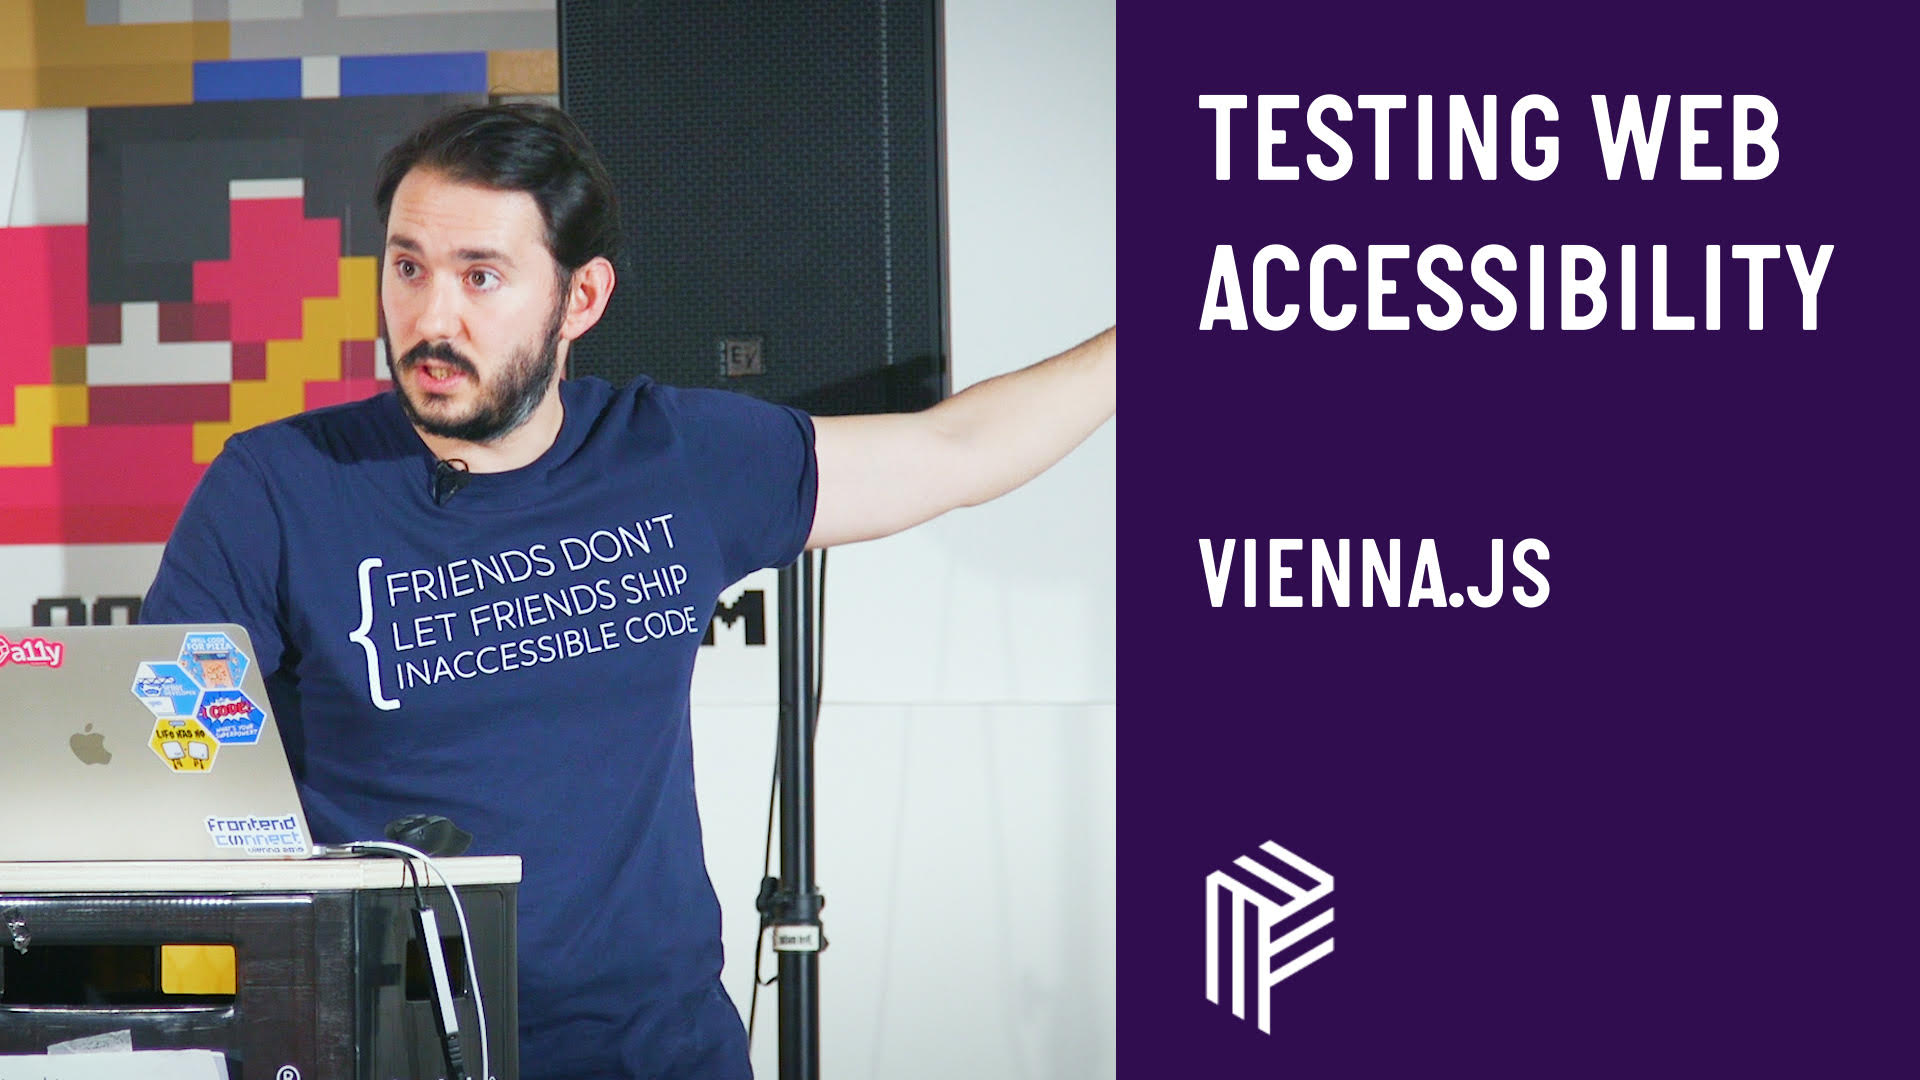 TESTING WEB
ACCESSIBILITY
VIENNA.JS
EV
{FRIENDS DON'T
LET FRIENDS SHIP
INACCESSIBLE CODE
M
a11y
WILL CODE
FOR PIZZA
I CODE!
WHAT'S YOUR
SUPERPOWER?
LIFE HAS NO
frontend
c(o)nnect
vienna 2019
®